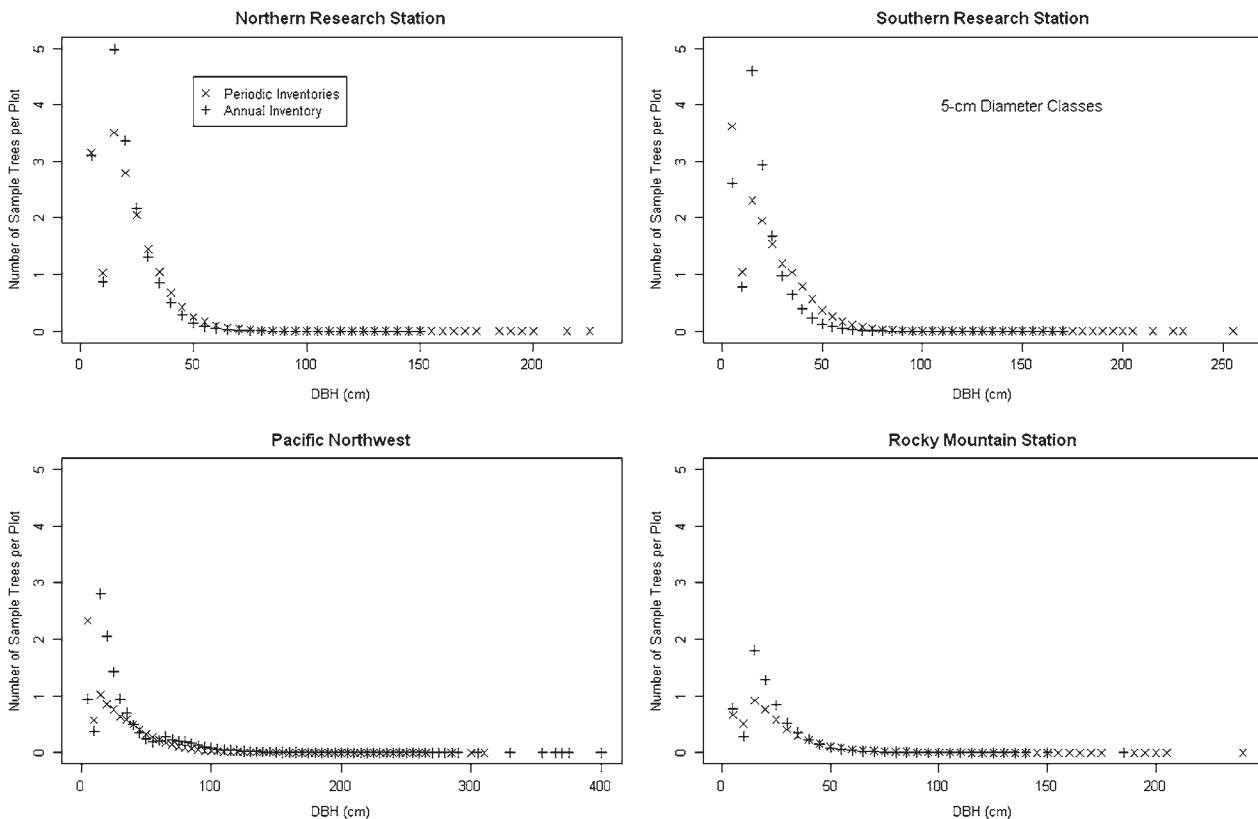 Northern Research Station
Number of Sample Trees per Plot
5
4
3
2
1
0
× Periodic Inventories
+ Annual Inventory
0 50 100 150 200
DBH (cm)
Southern Research Station
Number of Sample Trees per Plot
5
4
3
2
1
0
5-cm Diameter Classes
0 50 100 150 200 250
DBH (cm)
Pacific Northwest
Number of Sample Trees per Plot
5
4
3
2
1
0
0 100 200 300 400
DBH (cm)
Rocky Mountain Station
Number of Sample Trees per Plot
5
4
3
2
1
0
0 50 100 150 200
DBH (cm)